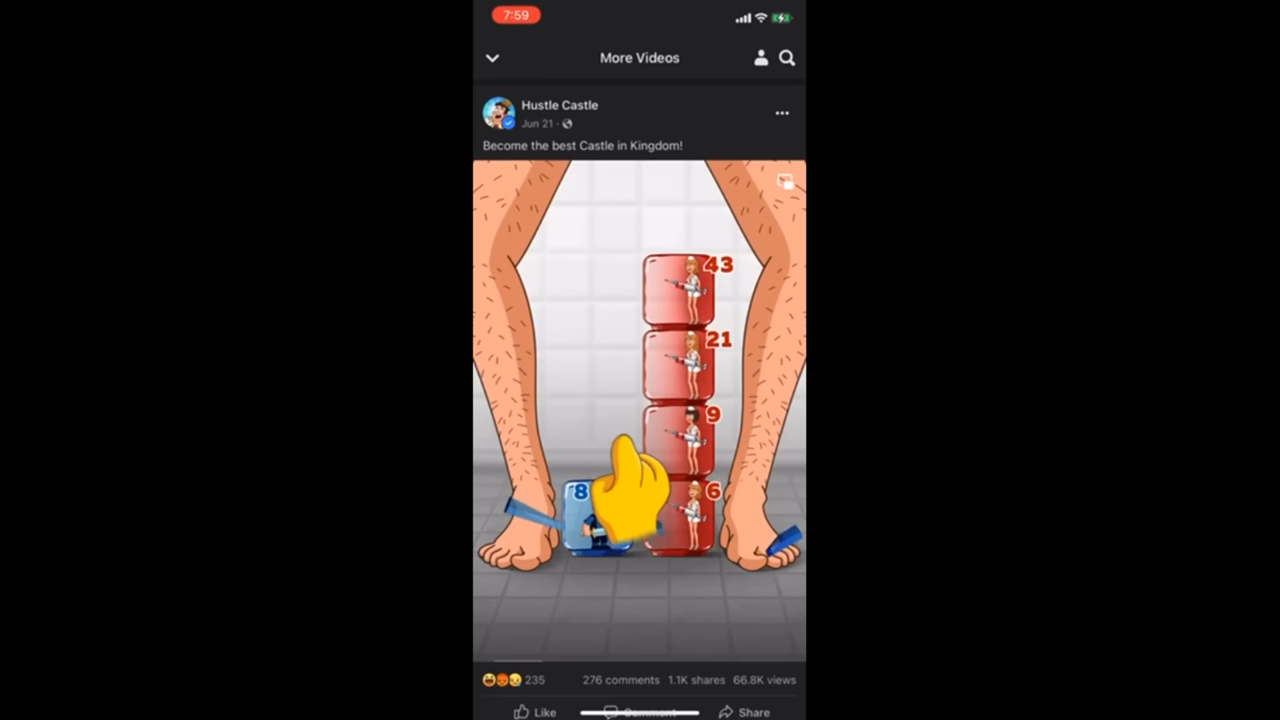 7:59
More Videos
Hustle Castle
Jun 21 ·
Become the best Castle in Kingdom!
43
21
9
8
6
235
276 comments 1.1K shares 66.8K views
Like Comment Share